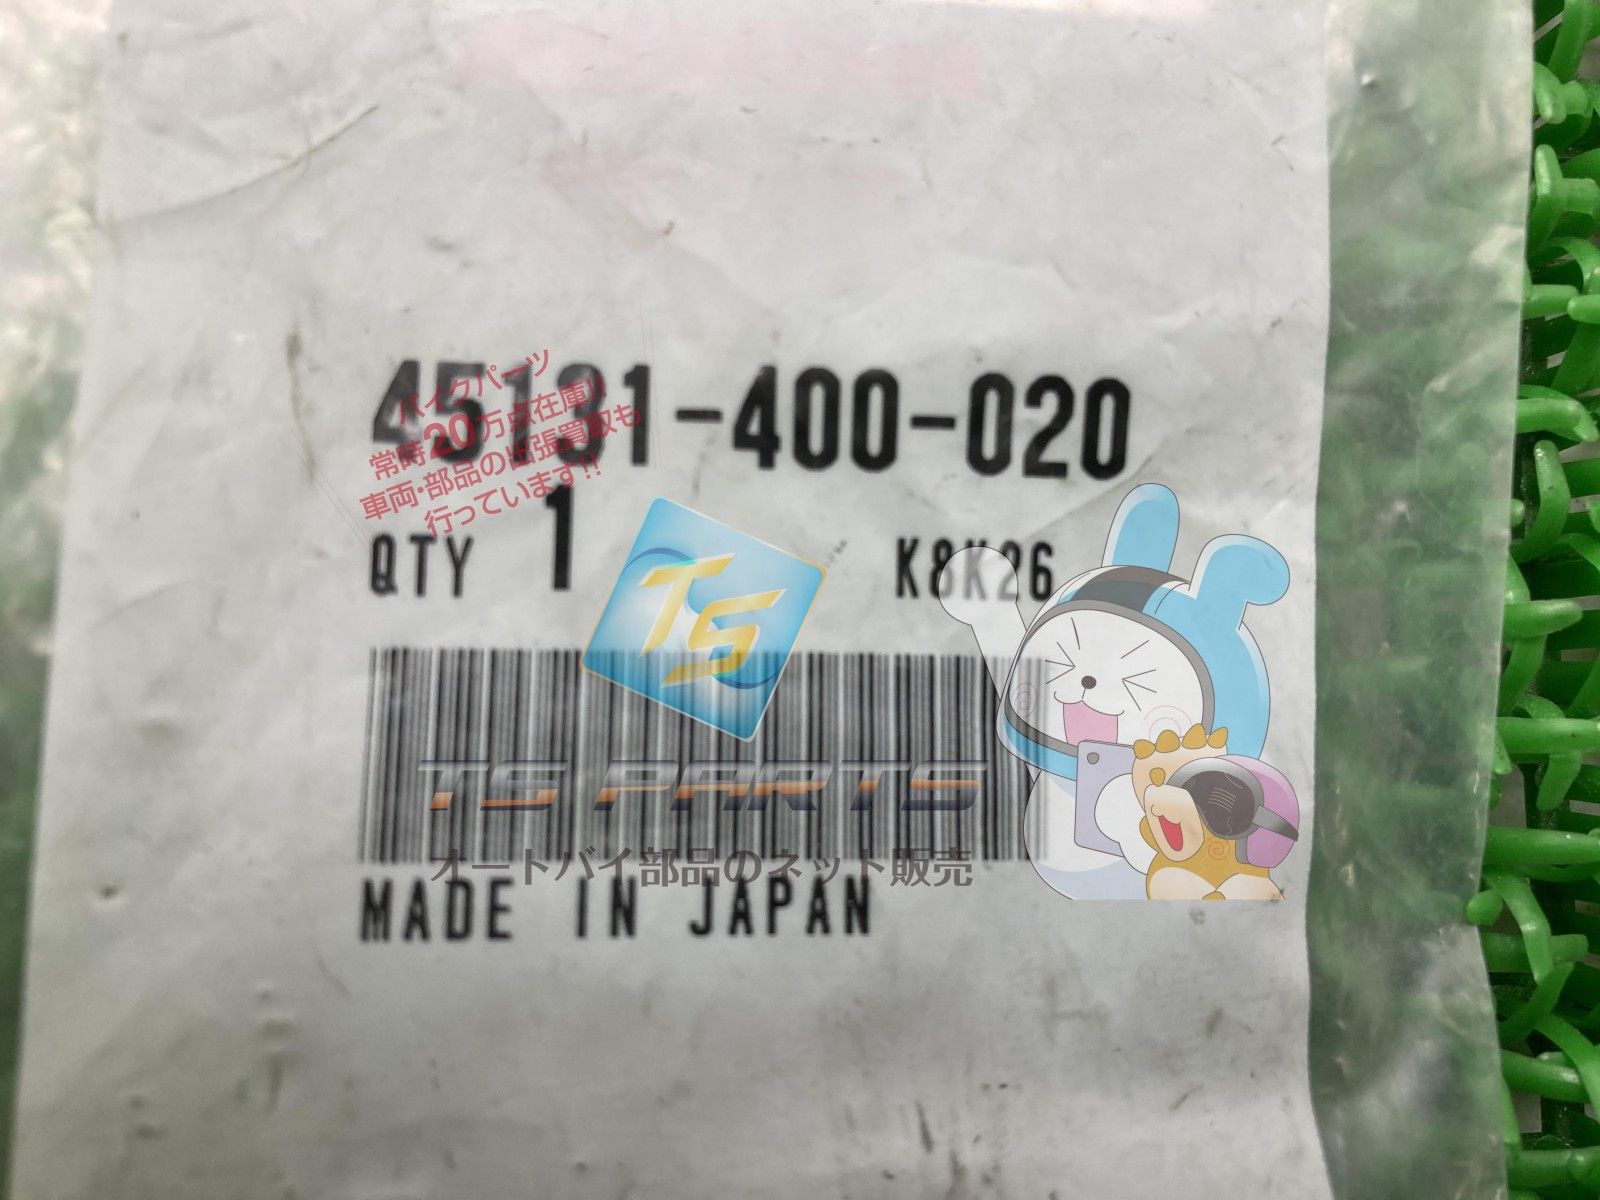 45131-400-020
バイクパーツ
常時20万点在庫!!
車両・部品の出張買取も
行っています!!
QTY 1 K8K26
TS
TS PARTS
オートバイ部品のネット販売
MADE IN JAPAN